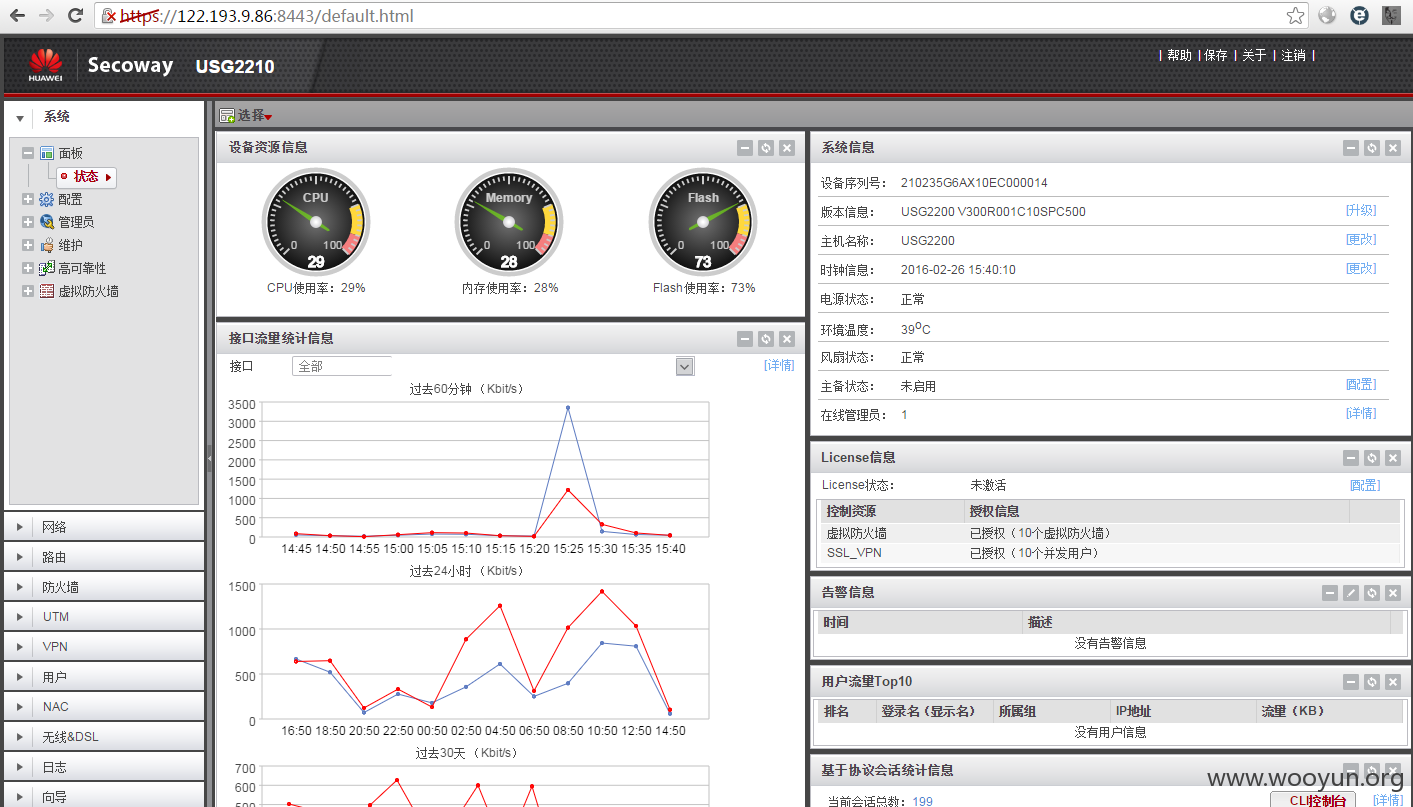 https://122.193.9.86:8443/default.html
HUAWEI
Secoway USG2210
| 帮助 | 保存 | 关于 | 注销 |
系统
面板
状态
配置
管理员
维护
高可靠性
虚拟防火墙
网络
路由
防火墙
UTM
VPN
用户
NAC
无线&DSL
日志
向导
选择
设备资源信息
CPU
0 100
29
CPU使用率：29%
Memory
0 100
28
内存使用率：28%
Flash
0 100
73
Flash使用率：73%
接口流量统计信息
接口 全部 [详情]
过去60分钟（Kbit/s）
3500
3000
2500
2000
1500
1000
500
0
14:45 14:50 14:55 15:00 15:05 15:10 15:15 15:20 15:25 15:30 15:35 15:40
过去24小时（Kbit/s）
1500
1000
500
0
16:50 18:50 20:50 22:50 00:50 02:50 04:50 06:50 08:50 10:50 12:50 14:50
过去30天（Kbit/s）
700
600
500
系统信息
设备序列号： 210235G6AX10EC000014
版本信息： USG2200 V300R001C10SPC500 [升级]
主机名称： USG2200 [更改]
时钟信息： 2016-02-26 15:40:10 [更改]
电源状态： 正常
环境温度： 39°C
风扇状态： 正常
主备状态： 未启用 [配置]
在线管理员： 1 [详情]
License信息
License状态： 未激活 [配置]
控制资源 授权信息
虚拟防火墙 已授权（10个虚拟防火墙）
SSL_VPN 已授权（10个并发用户）
告警信息
时间 描述
没有告警信息
用户流量Top10
排名 登录名（显示名） 所属组 IP地址 流量（KB）
没有用户信息
基于协议会话统计信息
www.wooyun.org
当前会话总数：199 CLI控制台 [详情]